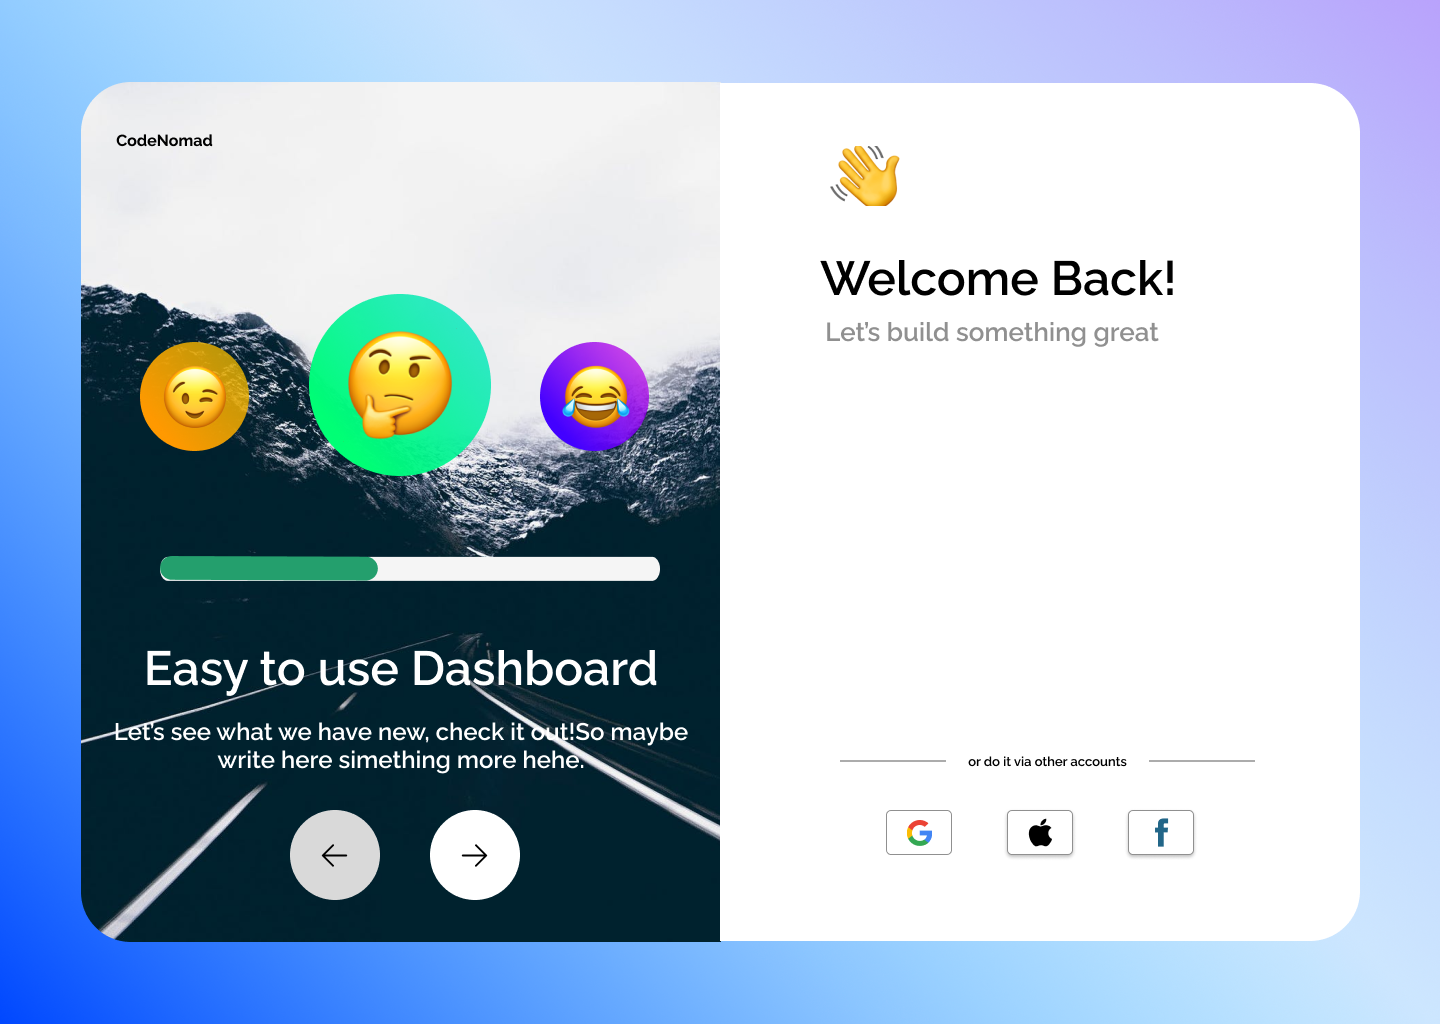 CodeNomad
Easy to use Dashboard
Let's see what we have new, check it out!So maybe
write here simething more hehe.
Welcome Back!
Let's build something great
or do it via other accounts